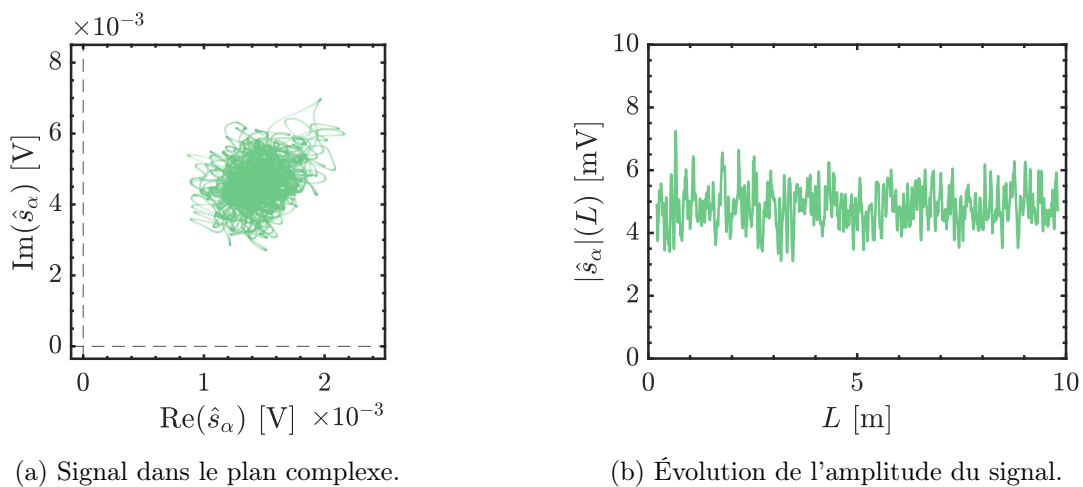 ×10⁻³
8
6
4
2
0
Im(ŝ_α) [V]
0 1 2
Re(ŝ_α) [V] ×10⁻³
(a) Signal dans le plan complexe.
10
8
6
4
2
0
|ŝ_α|(L) [mV]
0 5 10
L [m]
(b) Évolution de l'amplitude du signal.